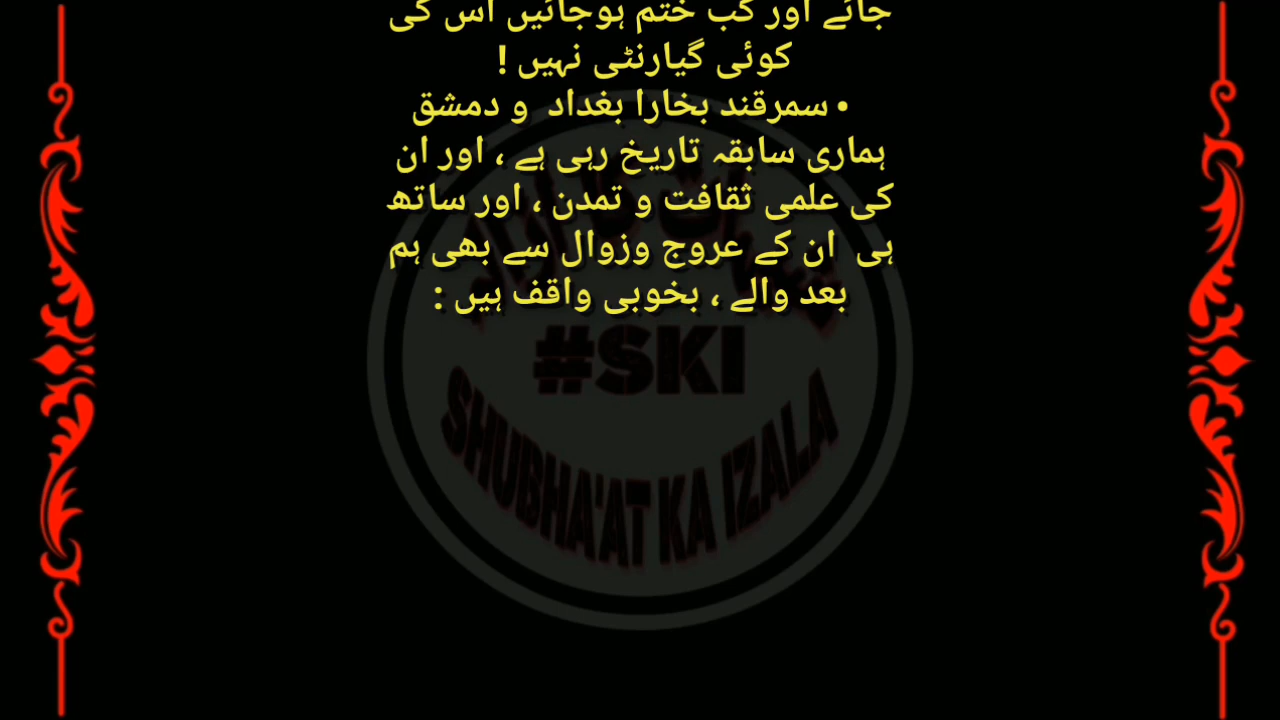 جائے اور کب ختم ہوجائیں اس کی
کوئی گیارنٹی نہیں !
• سمرقند بخارا بغداد و دمشق
ہماری سابقہ تاریخ رہی ہے ، اور ان
کی علمی ثقافت و تمدن ، اور ساتھ
ہی ان کے عروج وزوال سے بھی ہم
بعد والے ، بخوبی واقف ہیں :
#SKI
SHUBHA'AT KA IZALA